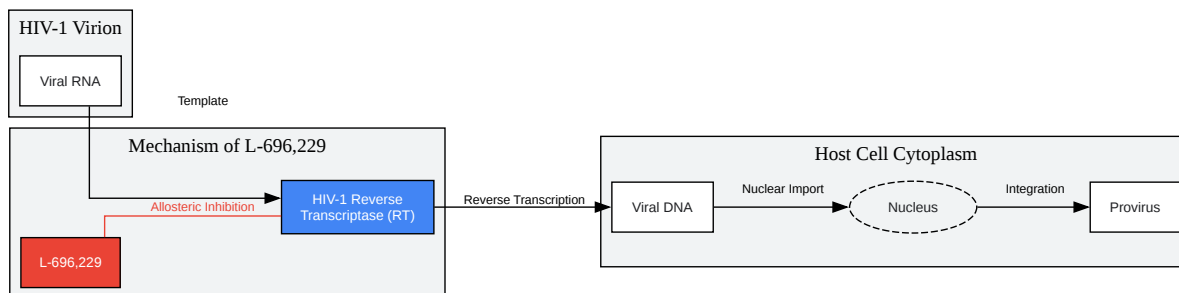 HIV-1 Virion
Viral RNA
Template
Mechanism of L-696,229
HIV-1 Reverse
Transcriptase (RT)
Allosteric Inhibition
L-696,229
Reverse Transcription
Host Cell Cytoplasm
Viral DNA
Nuclear Import
Nucleus
Integration
Provirus